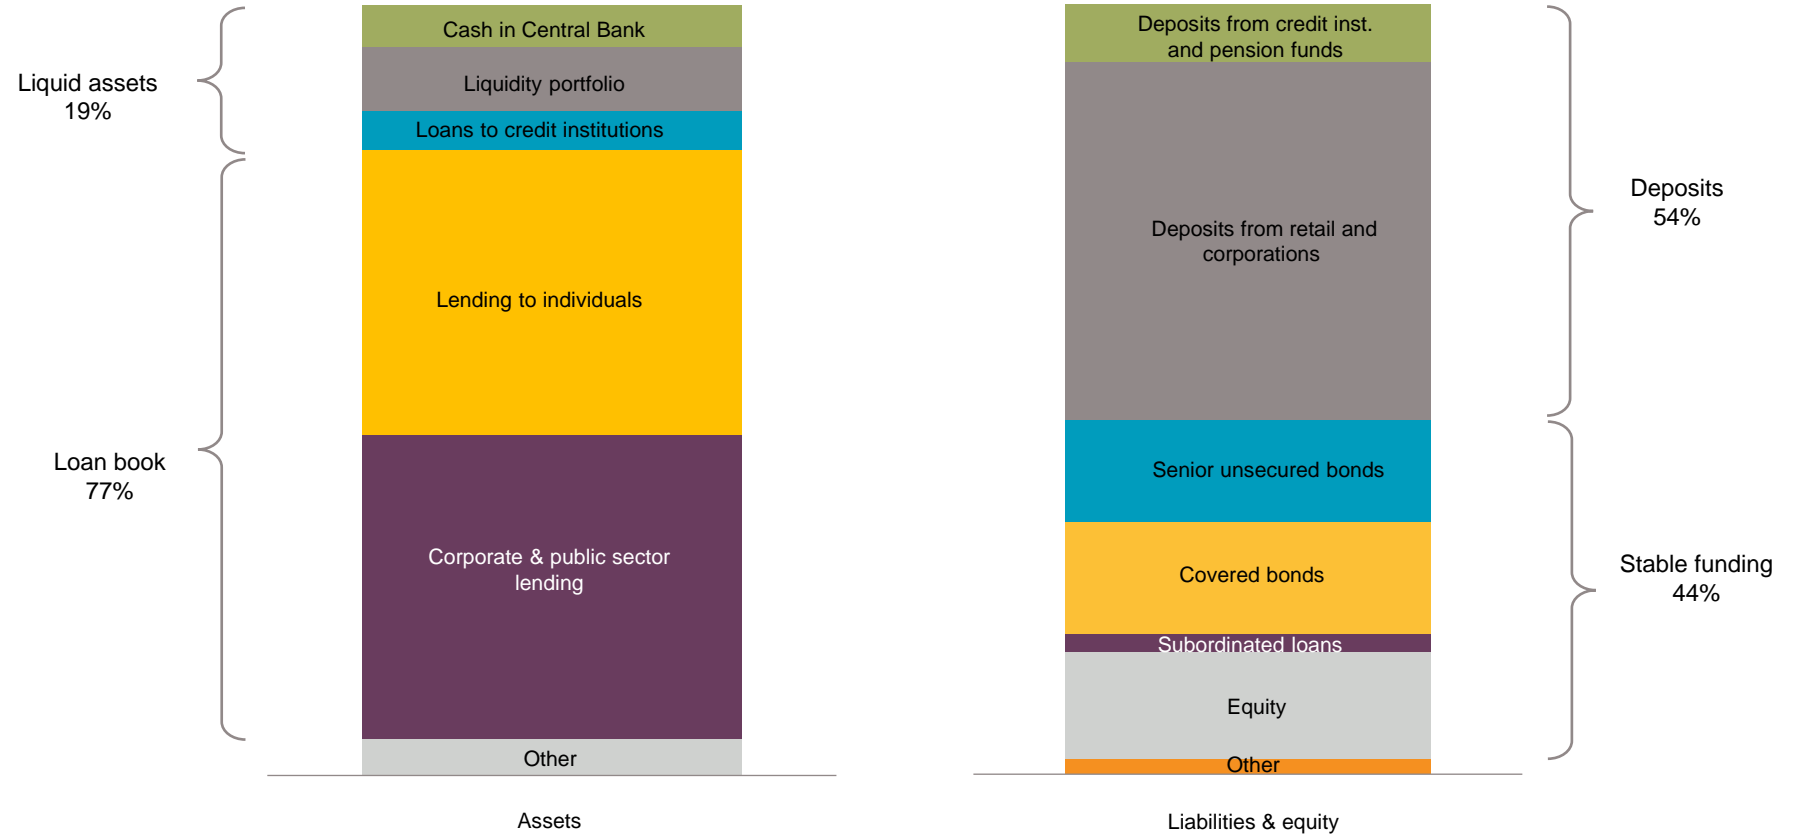 Liquid assets
19%
Loan book
77%
Cash in Central Bank
Liquidity portfolio
Loans to credit institutions
Lending to individuals
Corporate & public sector
lending
Other
Assets
Deposits from credit inst.
and pension funds
Deposits from retail and
corporations
Senior unsecured bonds
Covered bonds
Subordinated loans
Equity
Other
Liabilities & equity
Deposits
54%
Stable funding
44%